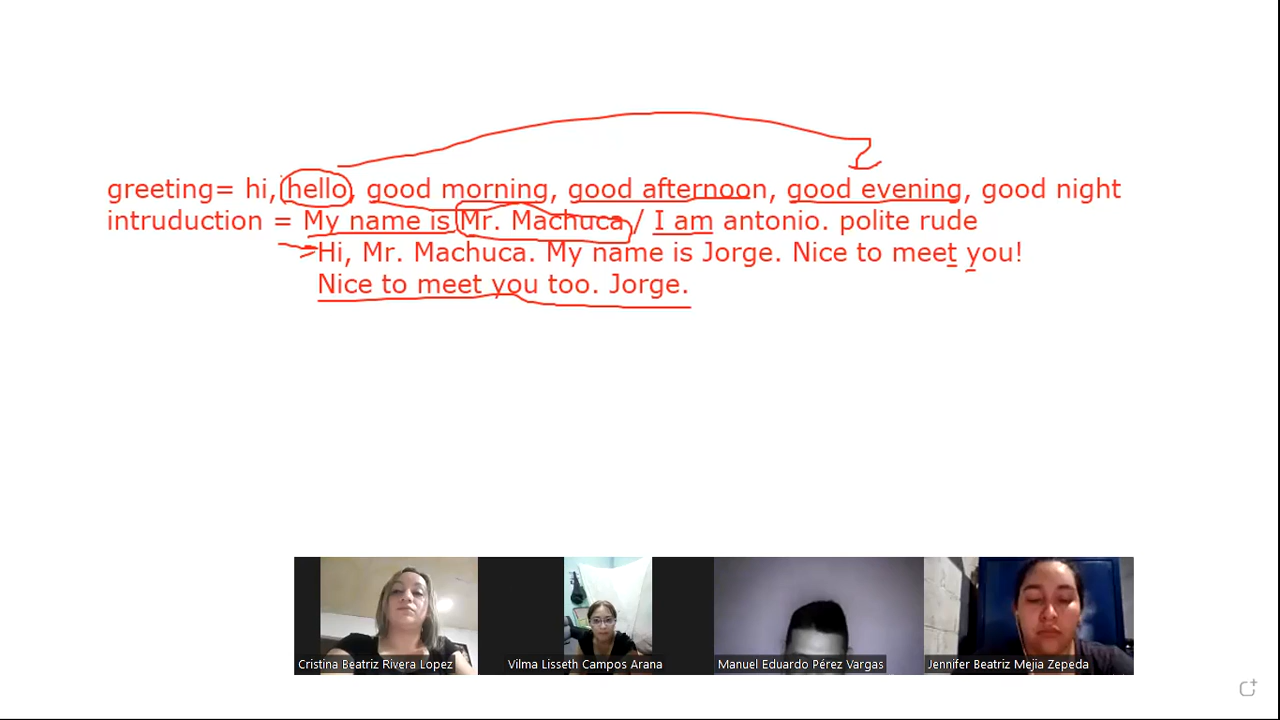 greeting= hi, hello, good morning, good afternoon, good evening, good night
intruduction = My name is Mr. Machuca / I am antonio. polite rude
Hi, Mr. Machuca. My name is Jorge. Nice to meet you!
Nice to meet you too. Jorge.
Cristina Beatriz Rivera Lopez
Vilma Lisseth Campos Arana
Manuel Eduardo Pérez Vargas
Jennifer Beatriz Mejia Zepeda